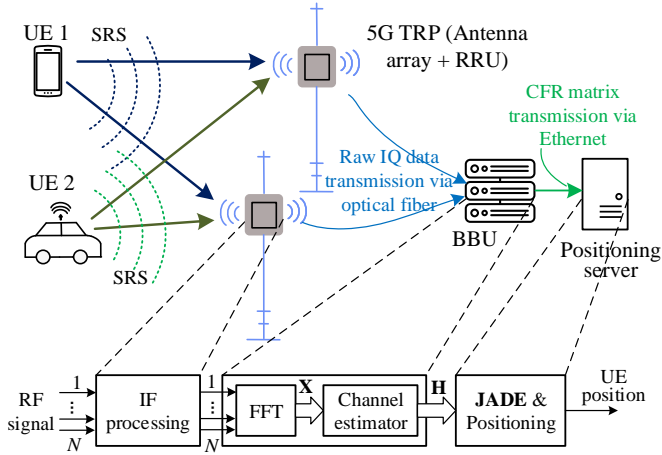 UE 1
SRS
5G TRP (Antenna
array + RRU)
CFR matrix
transmission via
Ethernet
Raw IQ data
transmission via
optical fiber
UE 2
SRS
BBU
Positioning
server
RF
signal
1
⋮
N
IF
processing
1
⋮
N
FFT
X
Channel
estimator
H
JADE &
Positioning
UE
position